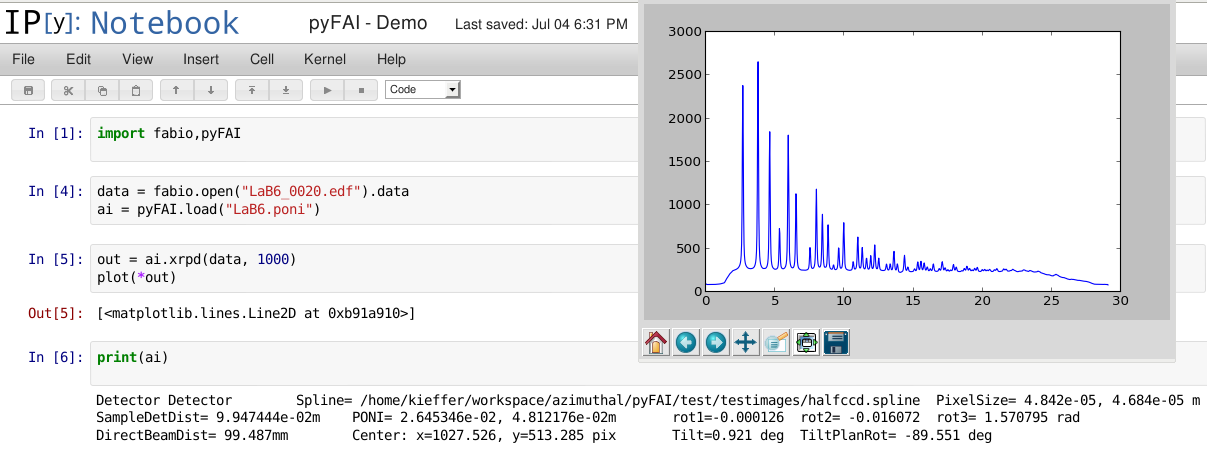 IP[y]: Notebook pyFAI - Demo Last saved: Jul 04 6:31 PM
File Edit View Insert Cell Kernel Help
Code
In [1]: import fabio,pyFAI
In [4]: data = fabio.open("LaB6_0020.edf").data
ai = pyFAI.load("LaB6.poni")
In [5]: out = ai.xrpd(data, 1000)
plot(*out)
Out[5]: [<matplotlib.lines.Line2D at 0xb91a910>]
In [6]: print(ai)
Detector Detector Spline= /home/kieffer/workspace/azimuthal/pyFAI/test/testimages/halfccd.spline PixelSize= 4.842e-05, 4.684e-05 m
SampleDetDist= 9.947444e-02m PONI= 2.645346e-02, 4.812176e-02m rot1=-0.000126 rot2= -0.016072 rot3= 1.570795 rad
DirectBeamDist= 99.487mm Center: x=1027.526, y=513.285 pix Tilt=0.921 deg TiltPlanRot= -89.551 deg
3000
2500
2000
1500
1000
500
0
0 5 10 15 20 25 30